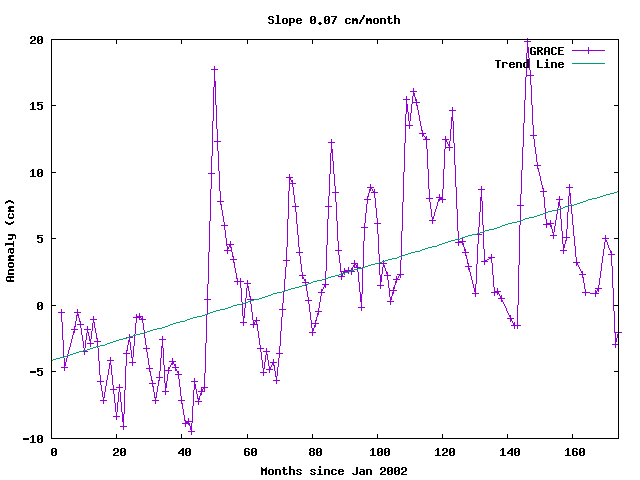 Slope 0.07 cm/month
GRACE
Trend Line
20
15
10
5
0
-5
-10
Anomaly (cm)
0 20 40 60 80 100 120 140 160
Months since Jan 2002